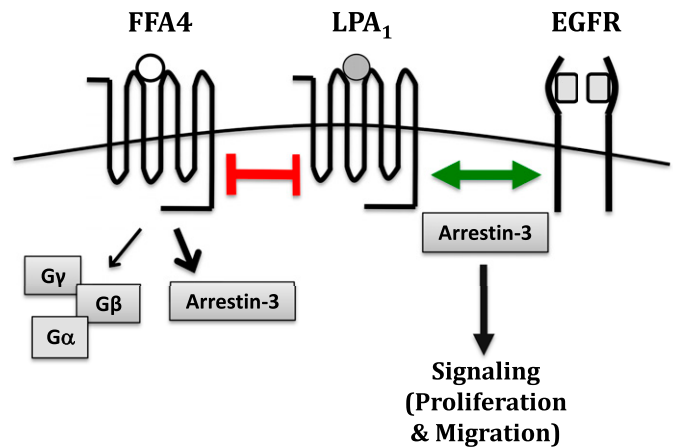 FFA4
LPA₁
EGFR
Arrestin-3
Gγ
Gβ
Arrestin-3
Gα
Signaling
(Proliferation
& Migration)